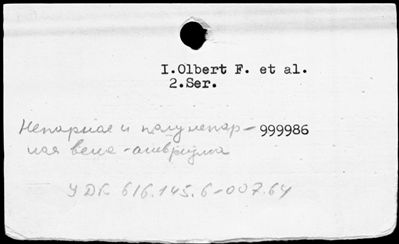 I.Olbert F. et al.
2.Ser.
Непарная и полунепар- 999986
ная вена - аневризма
УДК 616.145.6-007.64